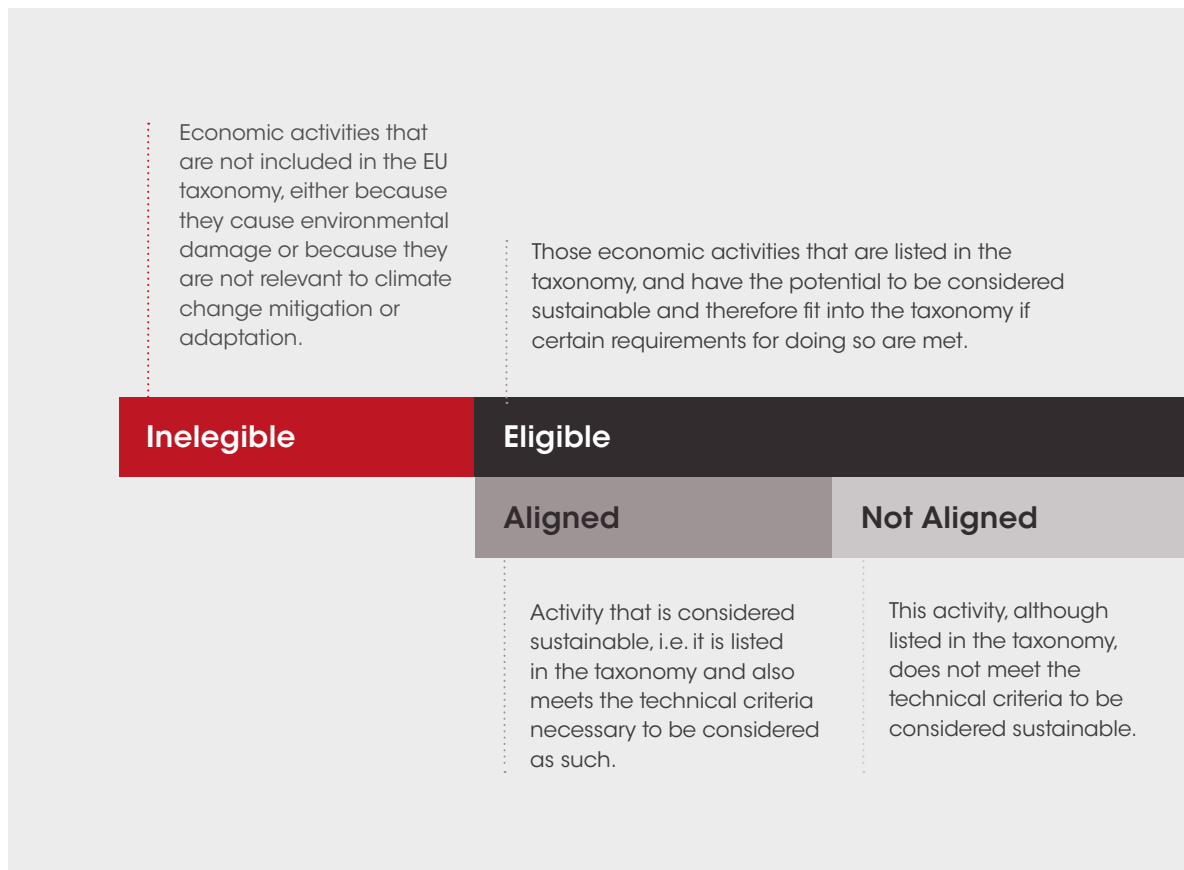 Economic activities that
are not included in the EU
taxonomy, either because
they cause environmental
damage or because they
are not relevant to climate
change mitigation or
adaptation.
Those economic activities that are listed in the
taxonomy, and have the potential to be considered
sustainable and therefore fit into the taxonomy if
certain requirements for doing so are met.
Inelegible
Eligible
Aligned
Not Aligned
Activity that is considered
sustainable, i.e. it is listed
in the taxonomy and also
meets the technical criteria
necessary to be considered
as such.
This activity, although
listed in the taxonomy,
does not meet the
technical criteria to be
considered sustainable.